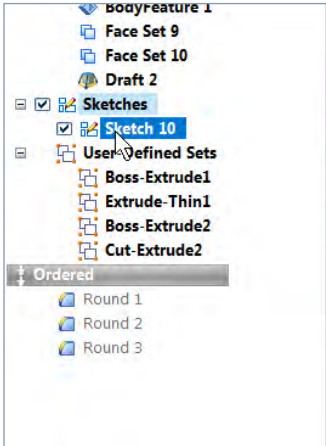 BodyFeature 1
Face Set 9
Face Set 10
Draft 2
Sketches
Sketch 10
User-Defined Sets
Boss-Extrude1
Extrude-Thin1
Boss-Extrude2
Cut-Extrude2
Ordered
Round 1
Round 2
Round 3